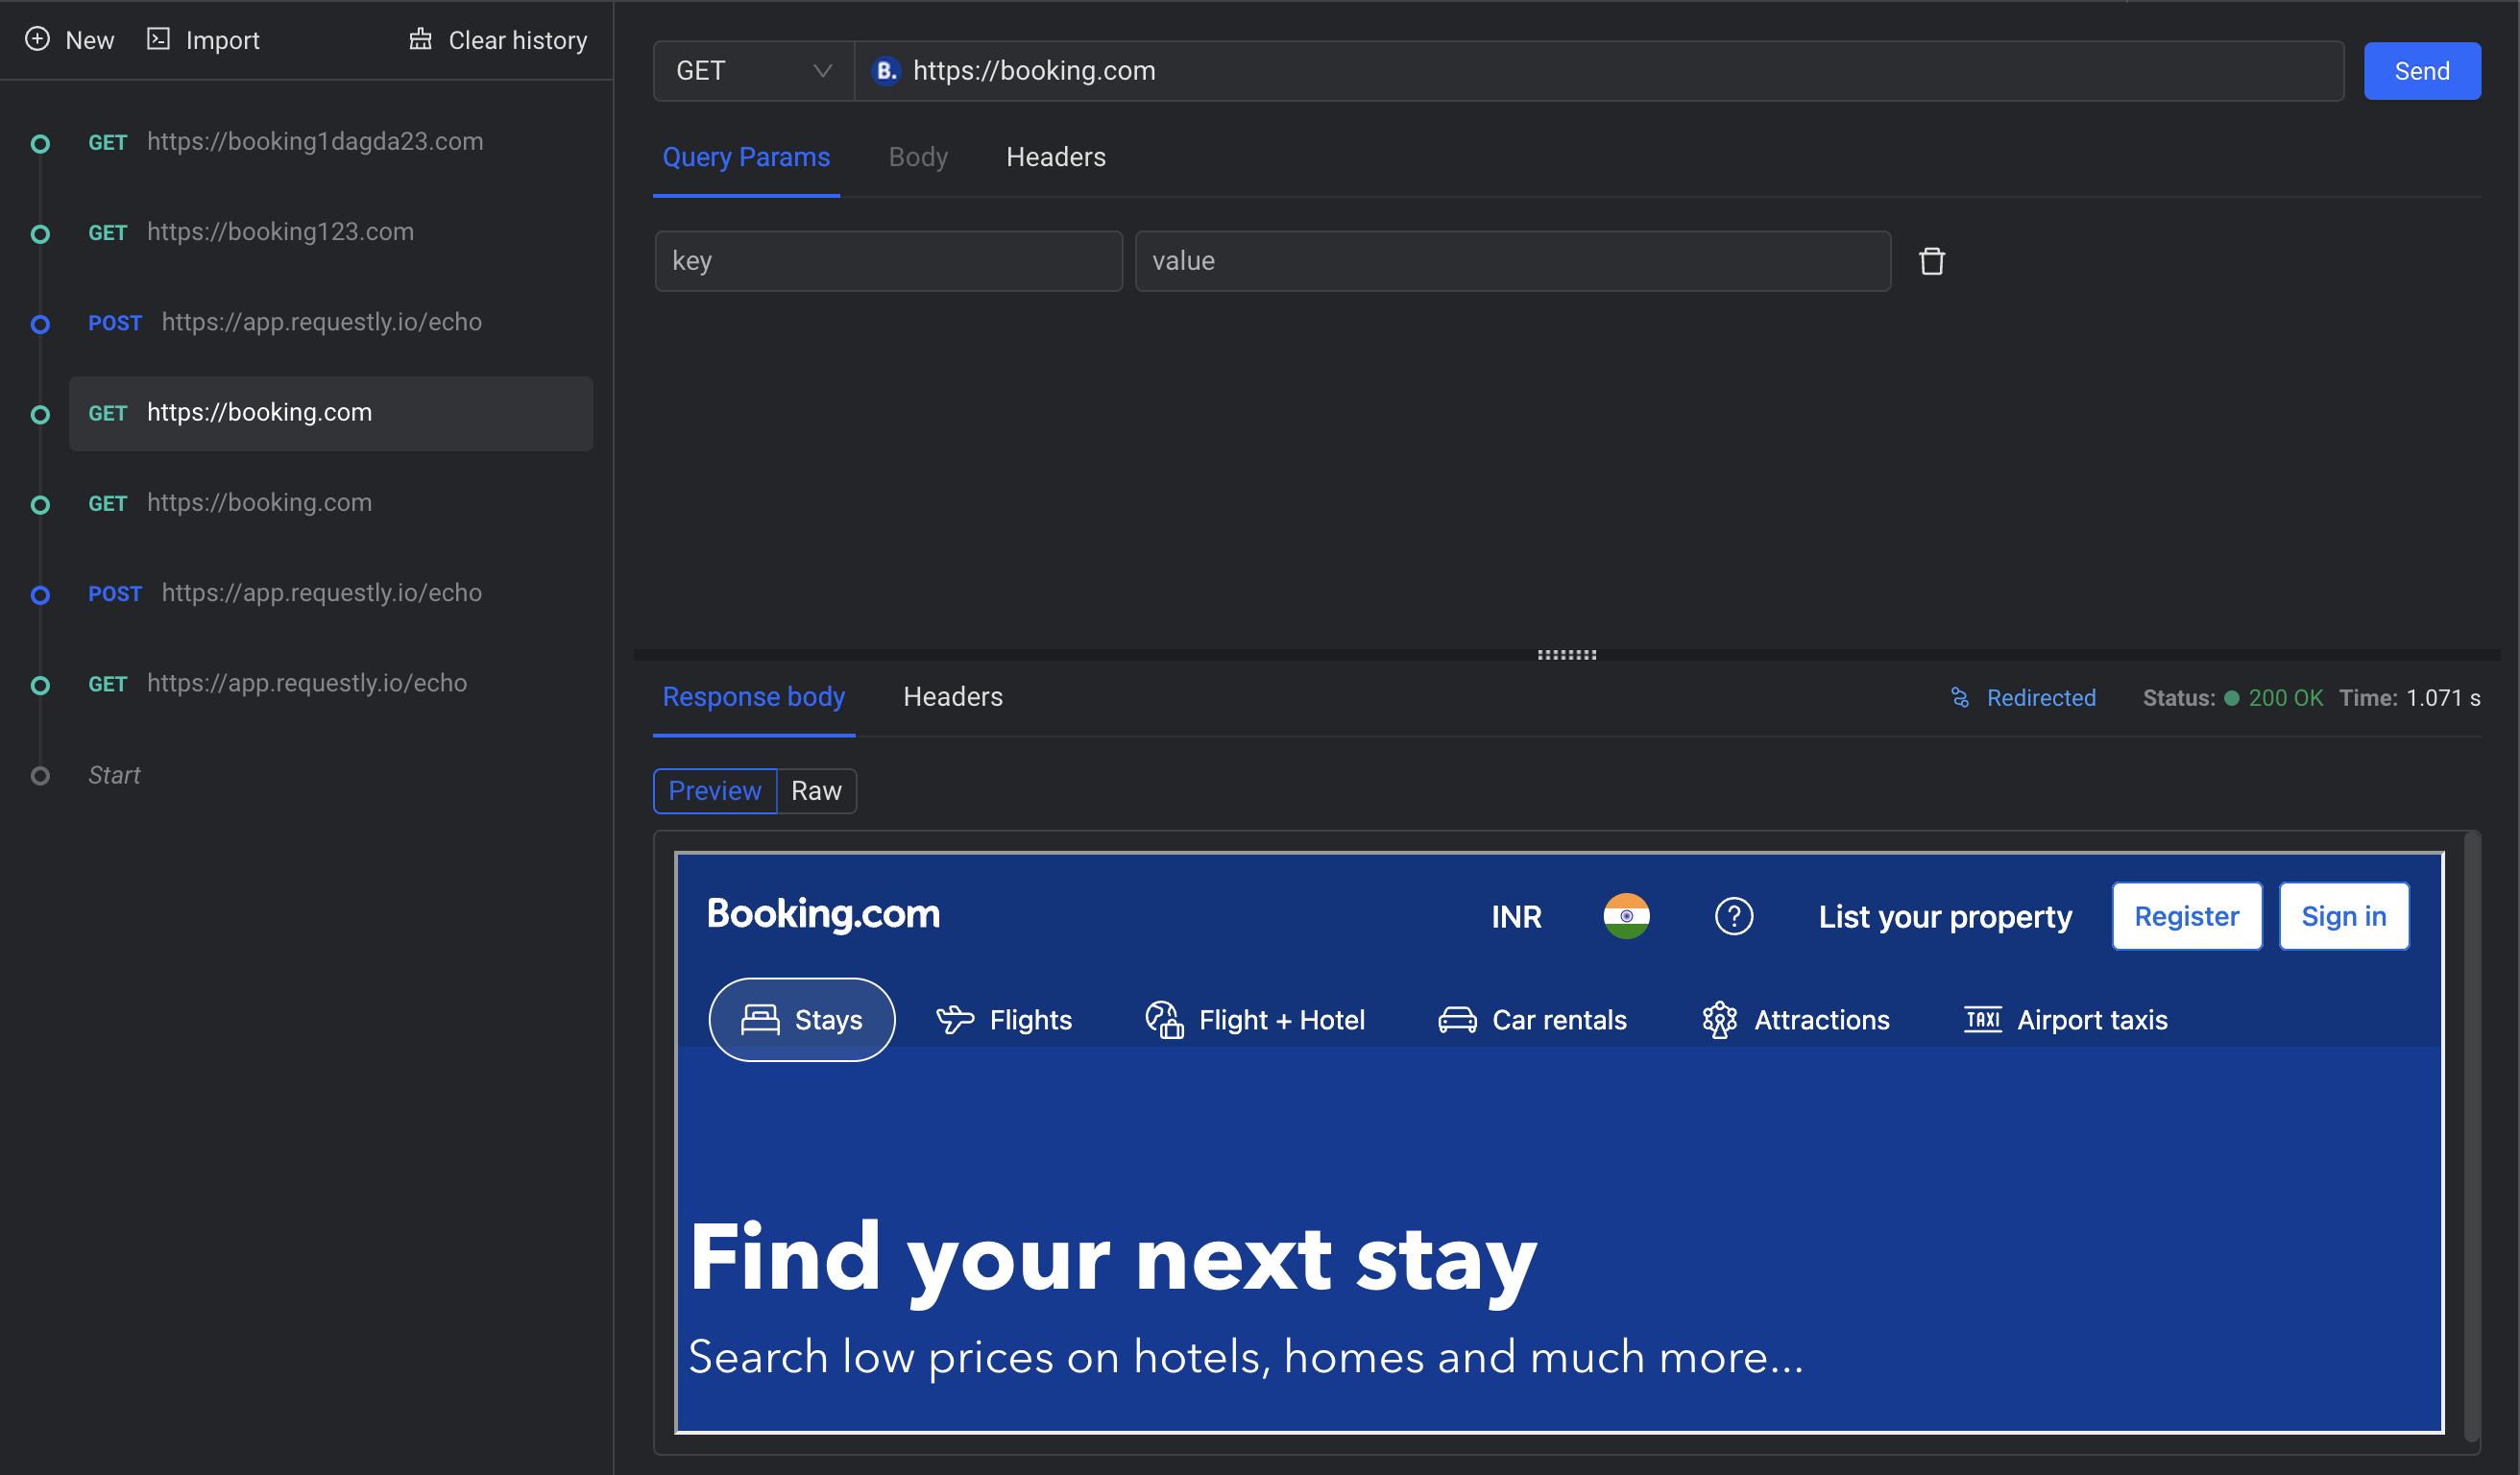 New Import Clear history
GET https://booking1dagda23.com
GET https://booking123.com
POST https://app.requestly.io/echo
GET https://booking.com
GET https://booking.com
POST https://app.requestly.io/echo
GET https://app.requestly.io/echo
Start
GET B. https://booking.com Send
Query Params Body Headers
key value
Response body Headers Redirected Status: 200 OK Time: 1.071 s
Preview Raw
Booking.com INR ? List your property Register Sign in
Stays Flights Flight + Hotel Car rentals Attractions TAXI Airport taxis
Find your next stay
Search low prices on hotels, homes and much more...